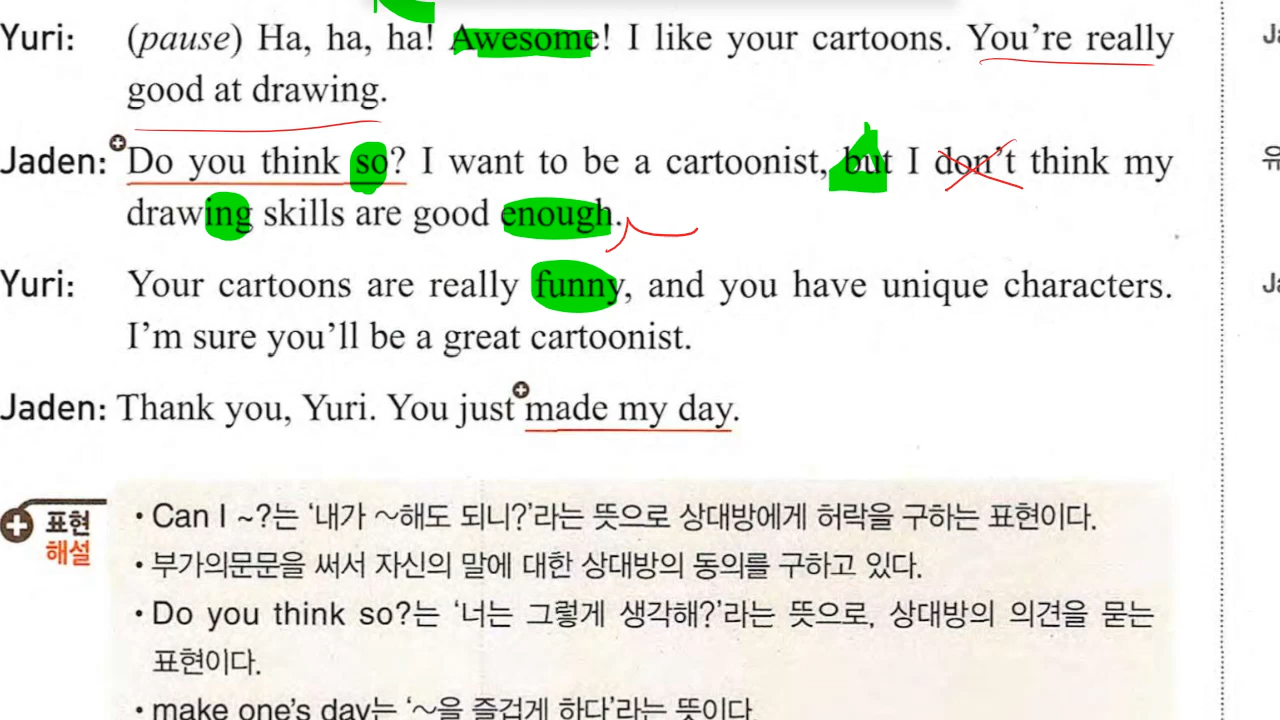 Yuri: (pause) Ha, ha, ha! Awesome! I like your cartoons. You're really
good at drawing.
Jaden: Do you think so? I want to be a cartoonist, but I don't think my
drawing skills are good enough.
Yuri: Your cartoons are really funny, and you have unique characters.
I'm sure you'll be a great cartoonist.
Jaden: Thank you, Yuri. You just made my day.
표현
해설
• Can I ~?는 '내가 ~해도 되니?'라는 뜻으로 상대방에게 허락을 구하는 표현이다.
• 부가의문문을 써서 자신의 말에 대한 상대방의 동의를 구하고 있다.
• Do you think so?는 '너는 그렇게 생각해?'라는 뜻으로, 상대방의 의견을 묻는
표현이다.
• make one's day는 '~을 즐겁게 하다'라는 뜻이다.